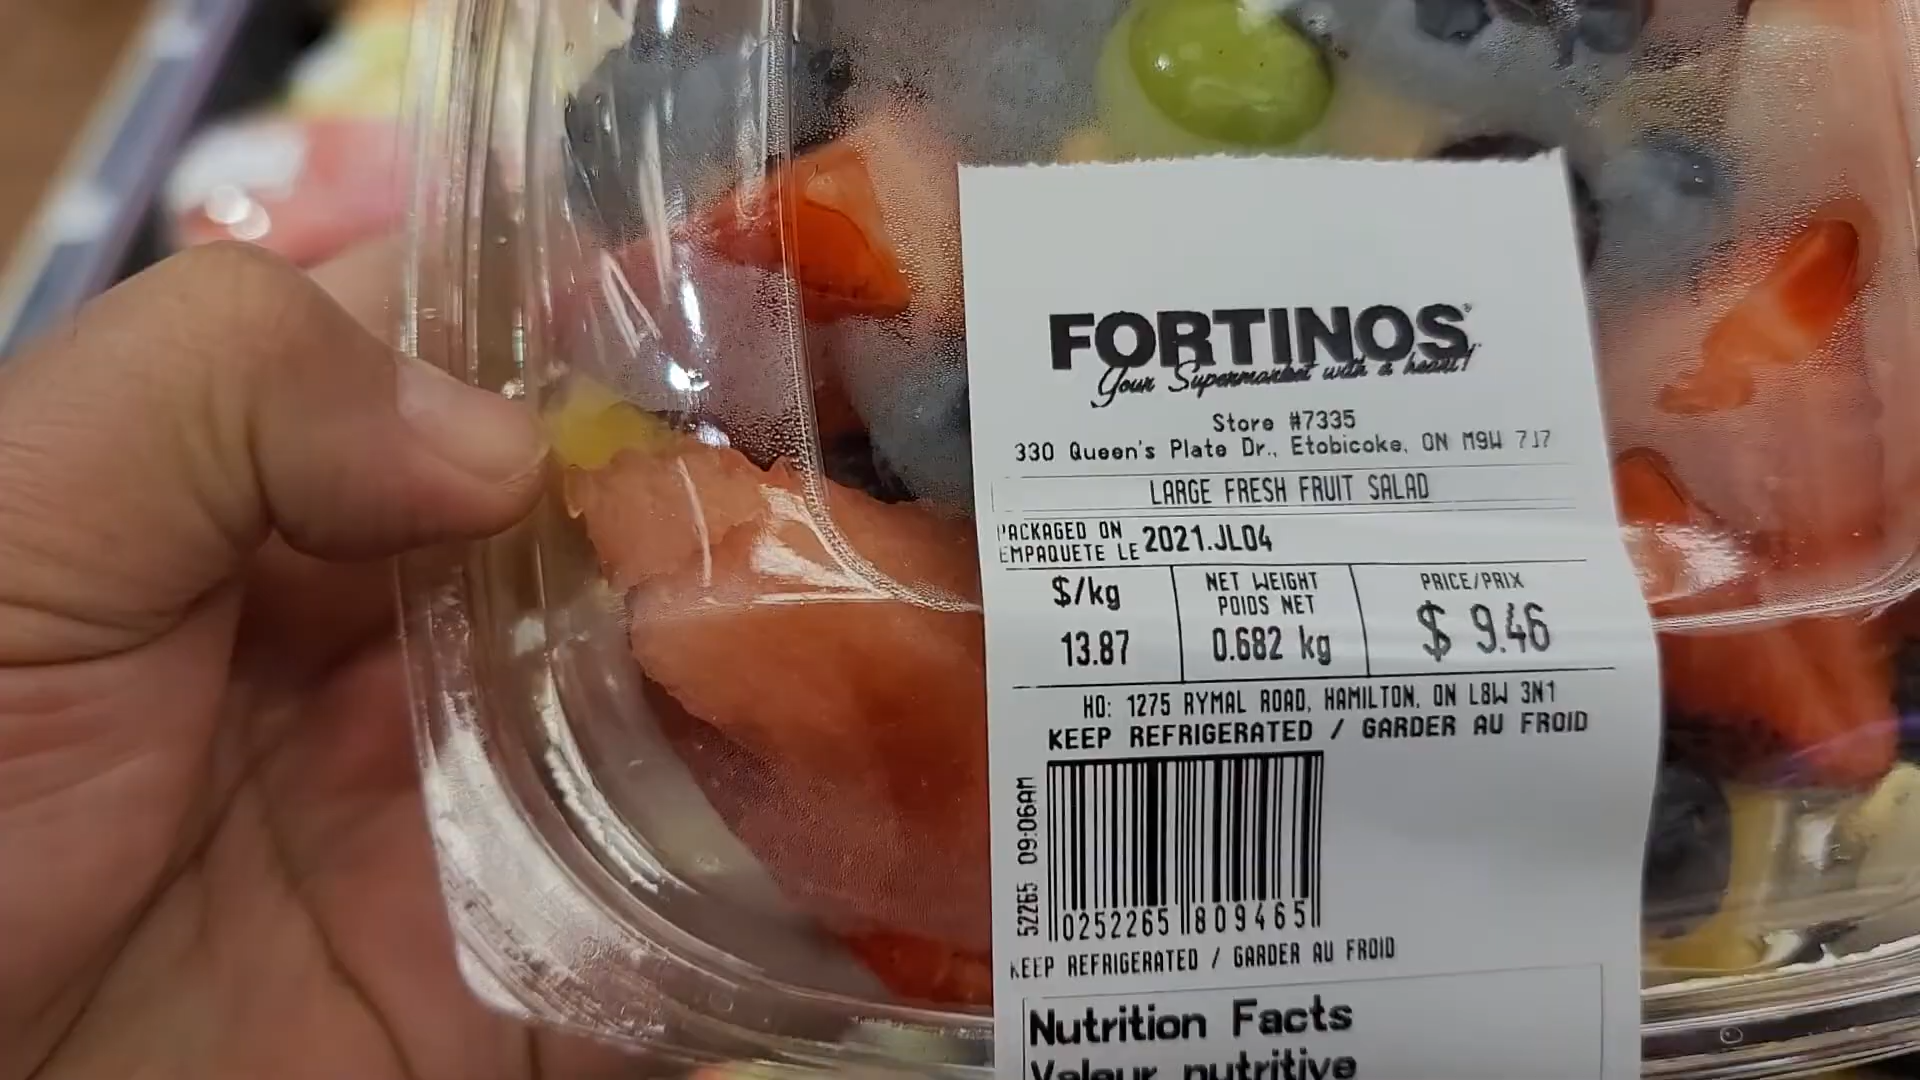 FORTINOS®
Your Supermarket with a heart!
Store #7335
330 Queen's Plate Dr., Etobicoke, ON M9W 7J7
LARGE FRESH FRUIT SALAD
PACKAGED ON
EMPAQUETE LE 2021.JL04
$/kg NET WEIGHT PRICE/PRIX
POIDS NET
13.87 0.682 kg $ 9.46
HO: 1275 RYMAL ROAD, HAMILTON, ON L8W 3N1
KEEP REFRIGERATED / GARDER AU FROID
52265 09:06AM
0252265 809465
KEEP REFRIGERATED / GARDER AU FROID
Nutrition Facts
Valeur nutritive